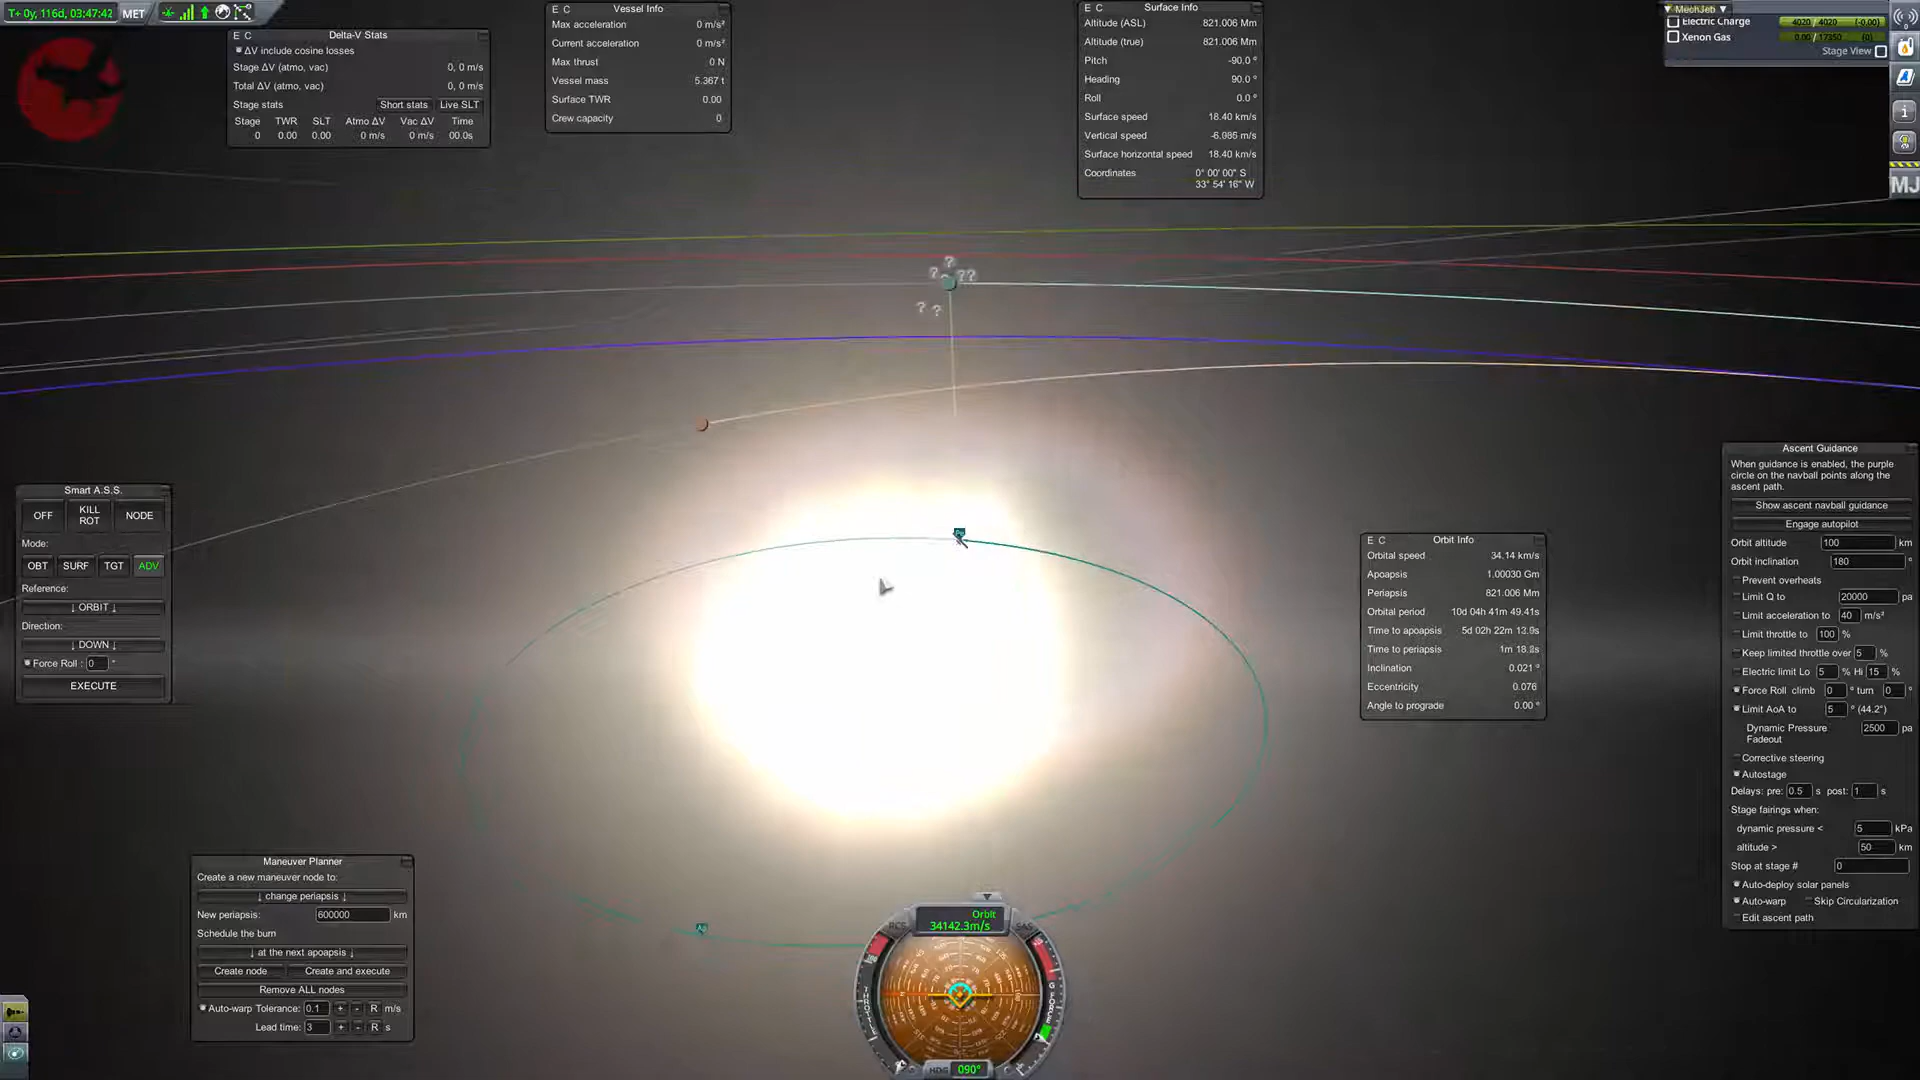 T+ 0y, 116d, 03:47:42 MET
E C Delta-V Stats
ΔV include cosine losses
Stage ΔV (atmo, vac) 0, 0 m/s
Total ΔV (atmo, vac) 0, 0 m/s
Stage stats Short stats Live SLT
Stage TWR SLT Atmo ΔV Vac ΔV Time
0 0.00 0.00 0 m/s 0 m/s 00.0s
E C Vessel Info
Max acceleration 0 m/s²
Current acceleration 0 m/s²
Max thrust 0 N
Vessel mass 5.367 t
Surface TWR 0.00
Crew capacity 0
E C Surface Info
Altitude (ASL) 821.006 Mm
Altitude (true) 821.006 Mm
Pitch -90.0 °
Heading 90.0 °
Roll 0.0 °
Surface speed 18.40 km/s
Vertical speed -6.985 m/s
Surface horizontal speed 18.40 km/s
Coordinates 0° 00' 00" S
33° 54' 16" W
▼ MechJeb ▼
Electric Charge 4020 / 4020 (-0.00)
Xenon Gas 0.00 / 17350 (0)
Stage View
MJ
?
? ??
? ?
Pe
Ap
Smart A.S.S.
OFF KILL ROT NODE
Mode:
OBT SURF TGT ADV
Reference:
↓ ORBIT ↓
Direction:
↓ DOWN ↓
Force Roll : 0 °
EXECUTE
E C Orbit Info
Orbital speed 34.14 km/s
Apoapsis 1.00030 Gm
Periapsis 821.006 Mm
Orbital period 10d 04h 41m 49.41s
Time to apoapsis 5d 02h 22m 13.9s
Time to periapsis 1m 18.2s
Inclination 0.021 °
Eccentricity 0.076
Angle to prograde 0.00 °
Ascent Guidance
When guidance is enabled, the purple
circle on the navball points along the
ascent path.
Show ascent navball guidance
Engage autopilot
Orbit altitude 100 km
Orbit inclination 180 °
Prevent overheats
Limit Q to 20000 pa
Limit acceleration to 40 m/s²
Limit throttle to 100 %
Keep limited throttle over 5 %
Electric limit Lo 5 % Hi 15 %
Force Roll climb 0 ° turn 0 °
Limit AoA to 5 ° (44.2°)
Dynamic Pressure Fadeout 2500 pa
Corrective steering
Autostage
Delays: pre: 0.5 s post: 1 s
Stage fairings when:
dynamic pressure < 5 kPa
altitude > 50 km
Stop at stage # 0
Auto-deploy solar panels
Auto-warp Skip Circularization
Edit ascent path
Maneuver Planner
Create a new maneuver node to:
↓ change periapsis ↓
New periapsis: 600000 km
Schedule the burn
↓ at the next apoapsis ↓
Create node Create and execute
Remove ALL nodes
Auto-warp Tolerance: 0.1 + - R m/s
Lead time: 3 + - R s
Orbit
34142.3m/s
RCS SAS
HDG 090°